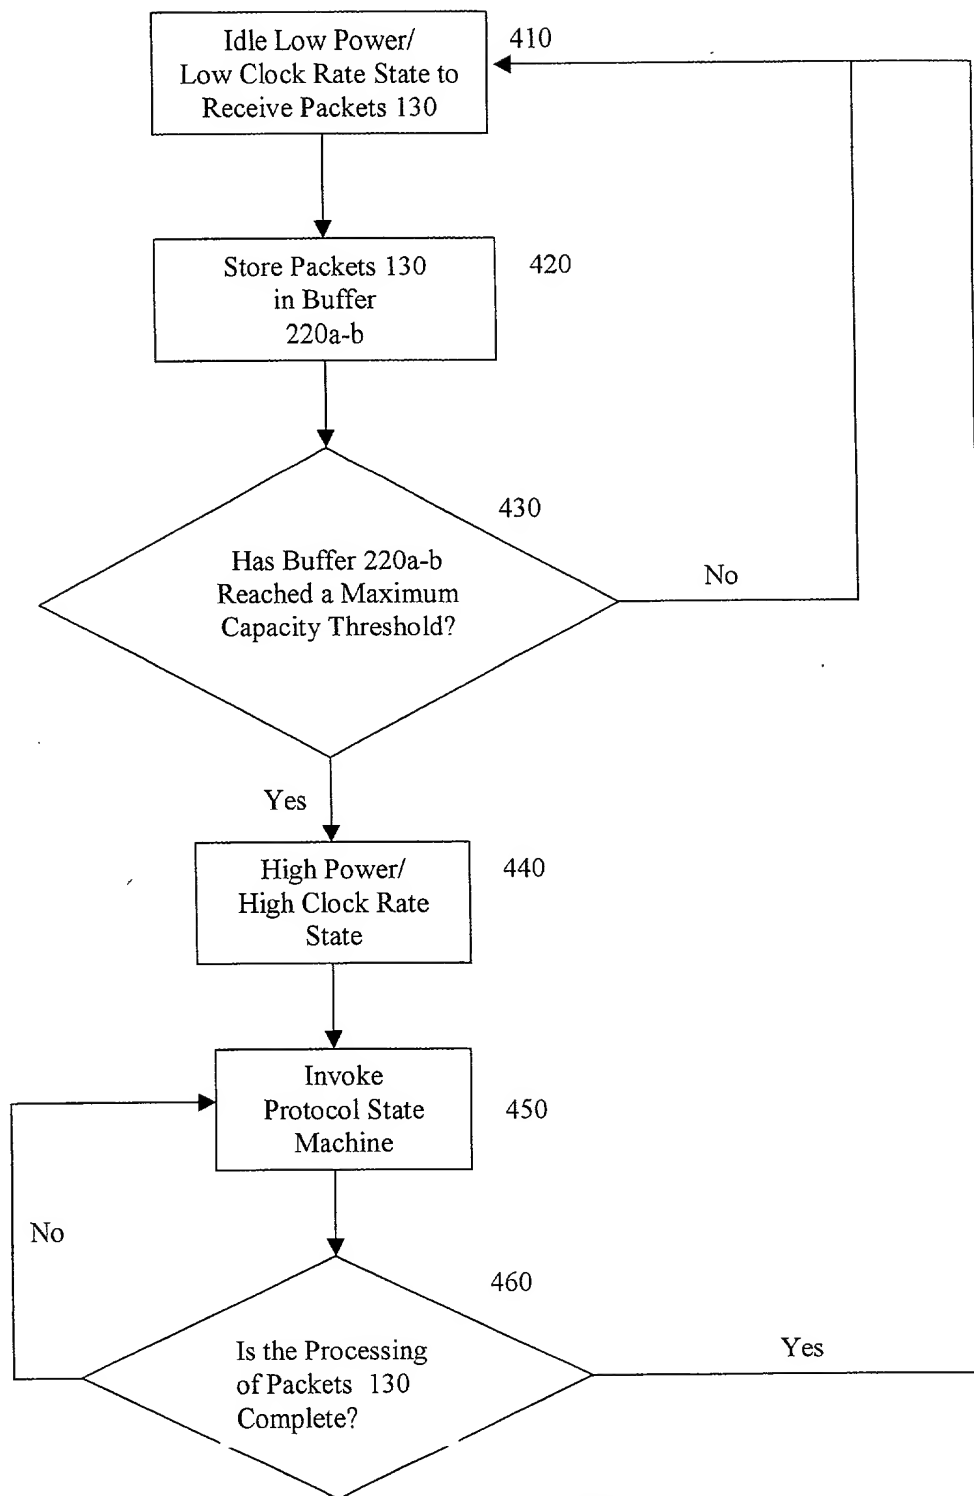 Idle Low Power/
Low Clock Rate State to
Receive Packets 130
410
Store Packets 130
in Buffer
220a-b
420
430
Has Buffer 220a-b
Reached a Maximum
Capacity Threshold?
No
Yes
High Power/
High Clock Rate
State
440
Invoke
Protocol State
Machine
450
No
460
Is the Processing
of Packets 130
Complete?
Yes